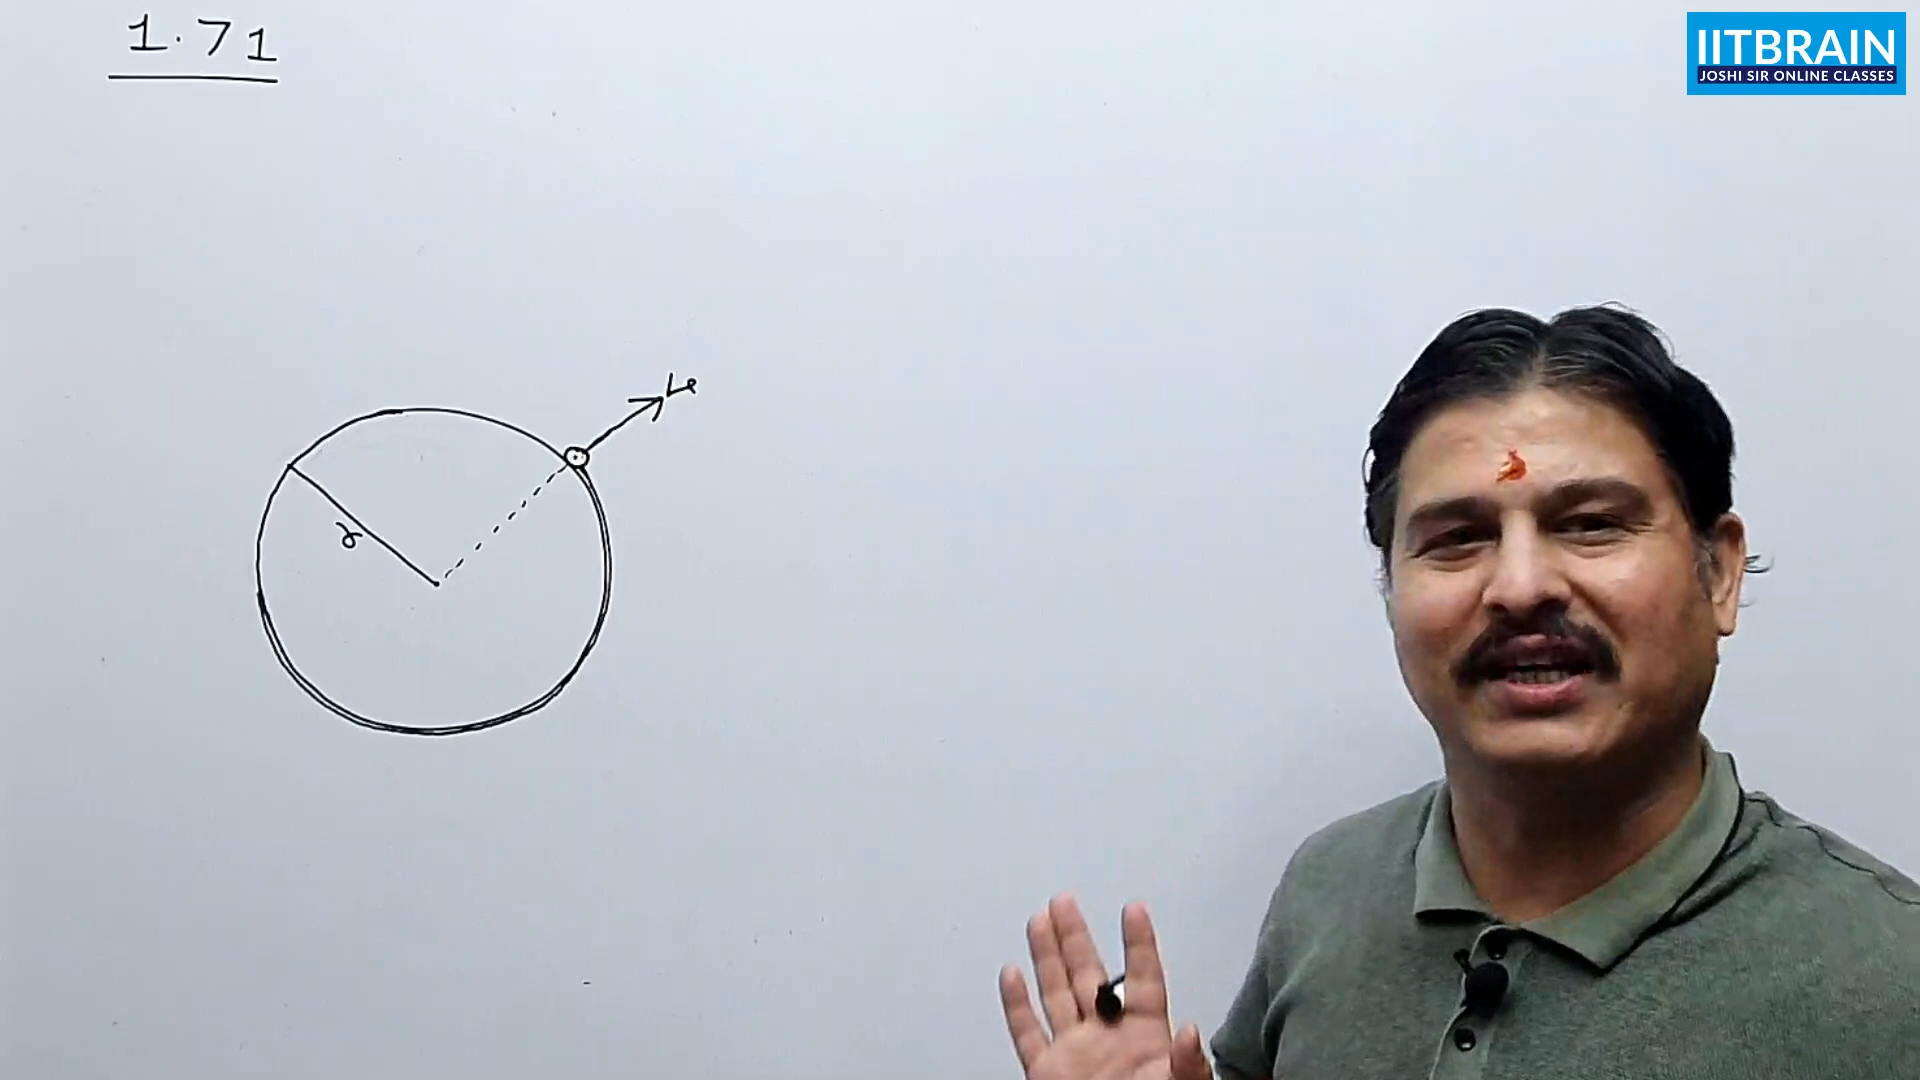 1.71
IITBRAIN
JOSHI SIR ONLINE CLASSES
r